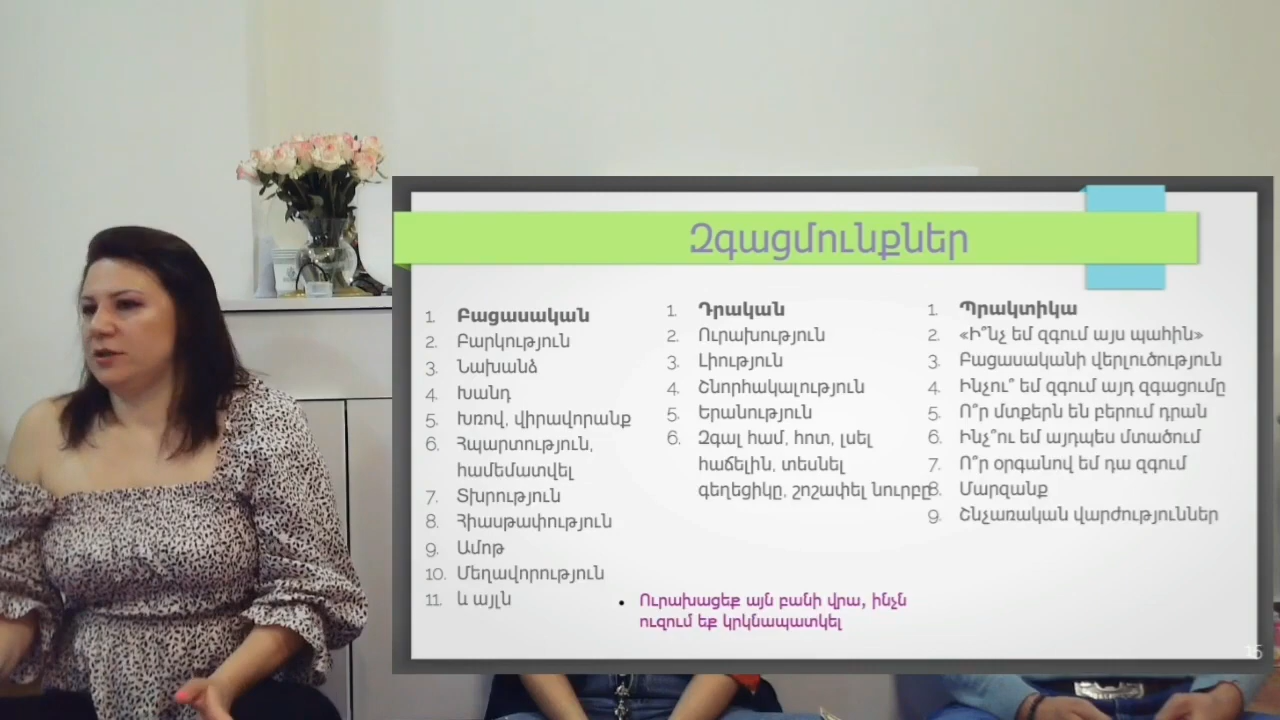 Զգացմունքներ
1. Բացասական
2. Բարկություն
3. Նախանձ
4. Խանդ
5. Խռով, վիրավորանք
6. Հպարտություն,
համեմատվել
7. Տխրություն
8. Հիասթափություն
9. Ամոթ
10. Մեղավորություն
11. և այլն
1. Դրական
2. Ուրախություն
3. Լիություն
4. Շնորհակալություն
5. Երանություն
6. Զգալ համ, հոտ, լսել
հաճելին, տեսնել
գեղեցիկը, շոշափել նուրբը
1. Պրակտիկա
2. «Ի՞նչ եմ զգում այս պահին»
3. Բացասականի վերլուծություն
4. Ինչու՞ եմ զգում այդ զգացումը
5. Ո՞ր մտքերն են բերում դրան
6. Ինչ՞ու եմ այդպես մտածում
7. Ո՞ր օրգանով եմ դա զգում
8. Մարզանք
9. Շնչառական վարժություններ
• Ուրախացեք այն բանի վրա, ինչն
ուզում եք կրկնապատկել
15